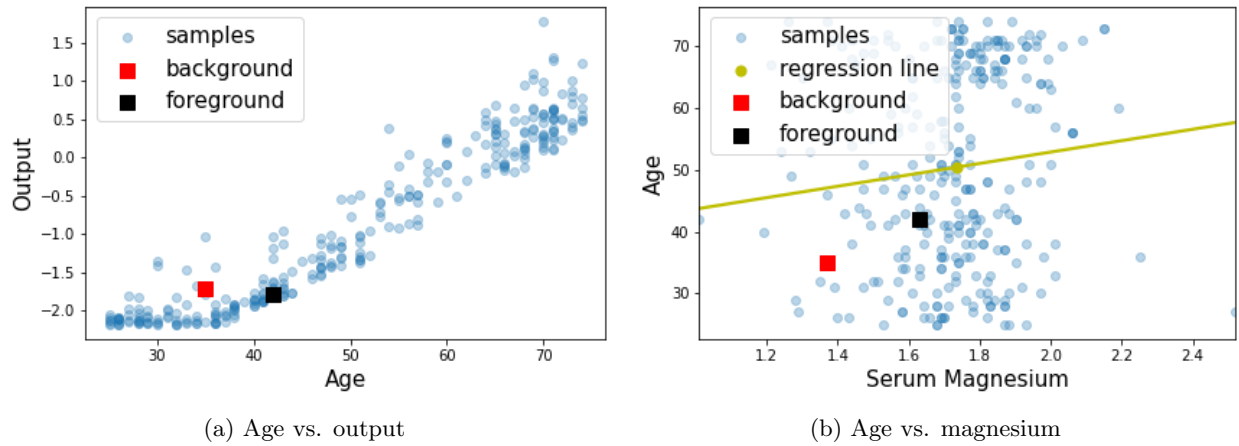 samples
background
foreground
1.5
1.0
0.5
0.0
−0.5
−1.0
−1.5
−2.0
Output
30
40
50
60
70
Age
(a) Age vs. output
samples
regression line
background
foreground
70
60
50
40
30
Age
1.2
1.4
1.6
1.8
2.0
2.2
2.4
Serum Magnesium
(b) Age vs. magnesium